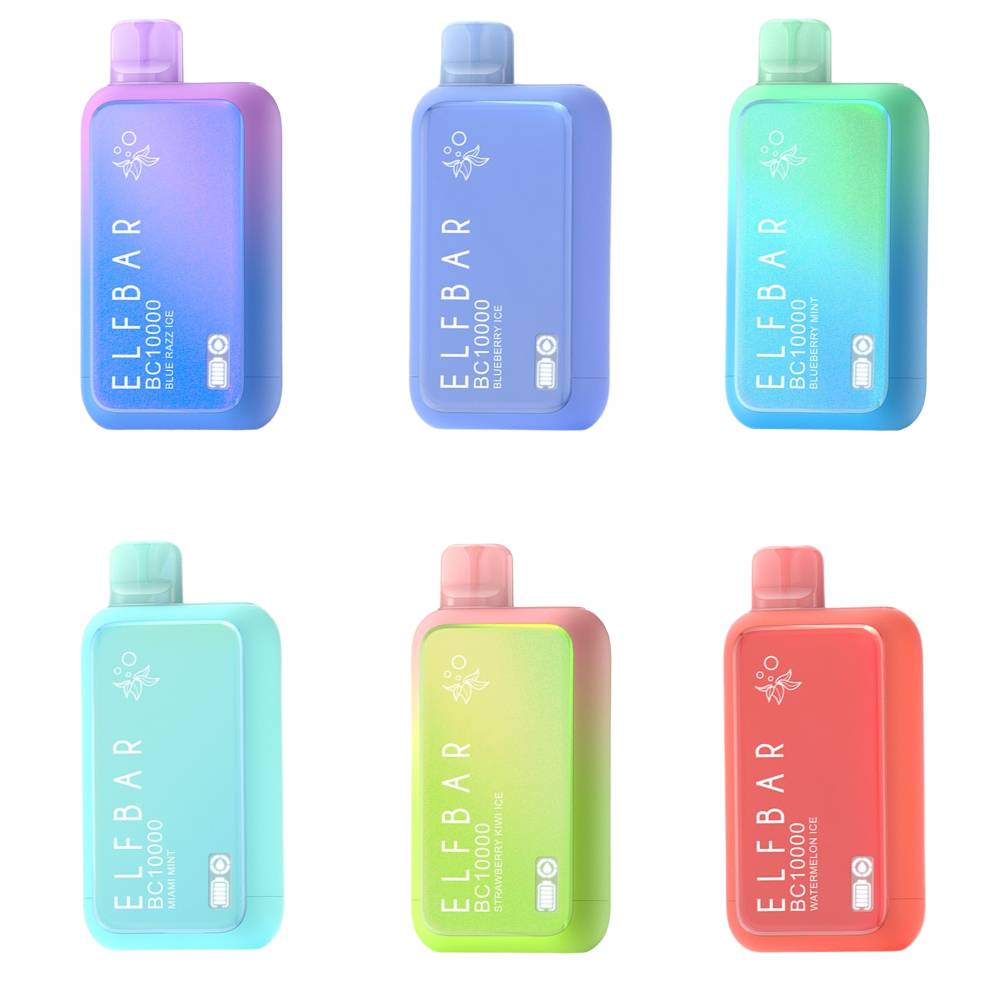 ELFBAR
BC10000
BLUE RAZZ ICE
ELFBAR
BC10000
BLUEBERRY ICE
ELFBAR
BC10000
BLUEBERRY MINT
ELFBAR
BC10000
MIAMI MINT
ELFBAR
BC10000
STRAWBERRY KIWI ICE
ELFBAR
BC10000
WATERMELON ICE